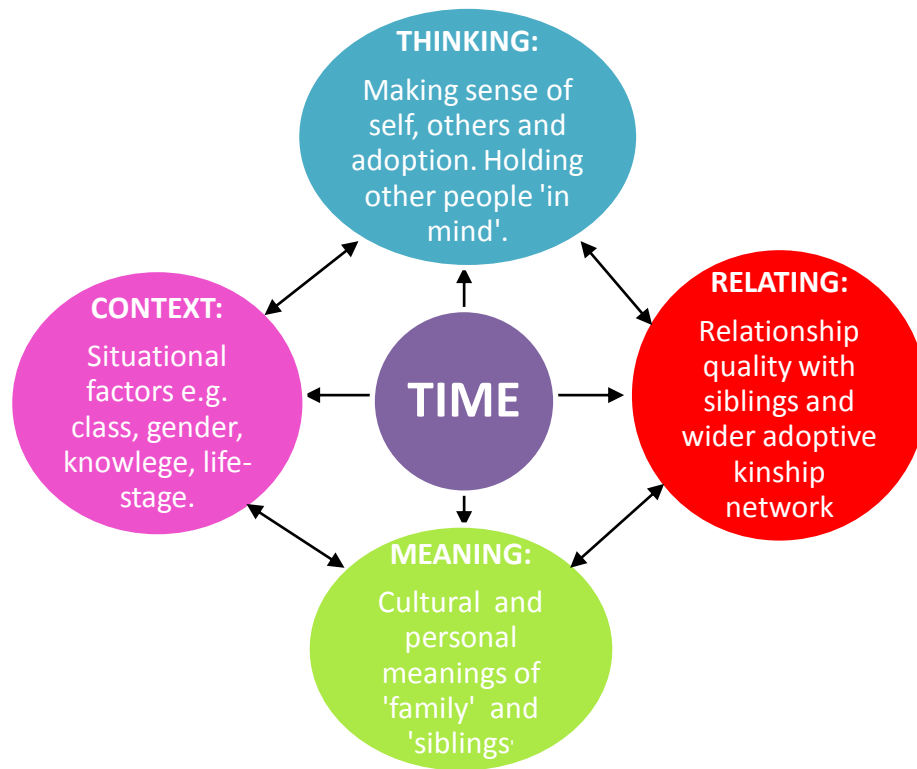 THINKING:
Making sense of
self, others and
adoption. Holding
other people 'in
mind'.
CONTEXT:
Situational
factors e.g.
class, gender,
knowlege, life-
stage.
TIME
RELATING:
Relationship
quality with
siblings and
wider adoptive
kinship
network
MEANING:
Cultural and
personal
meanings of
'family' and
'siblings'